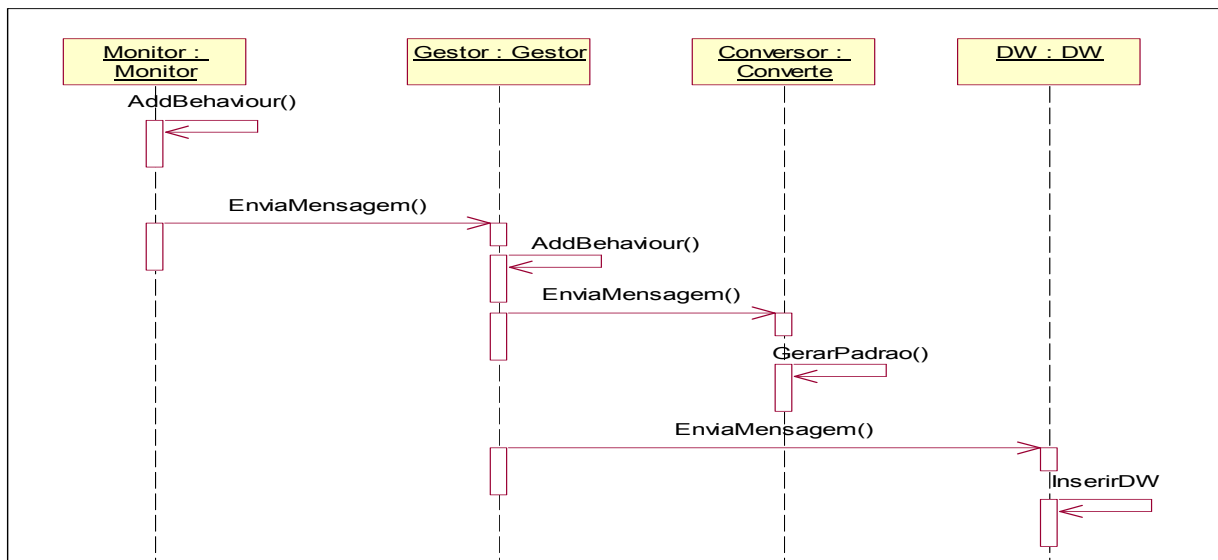 Monitor :
Monitor
Gestor : Gestor
Conversor :
Converte
DW : DW
AddBehaviour()
EnviaMensagem()
AddBehaviour()
EnviaMensagem()
GerarPadrao()
EnviaMensagem()
InserirDW